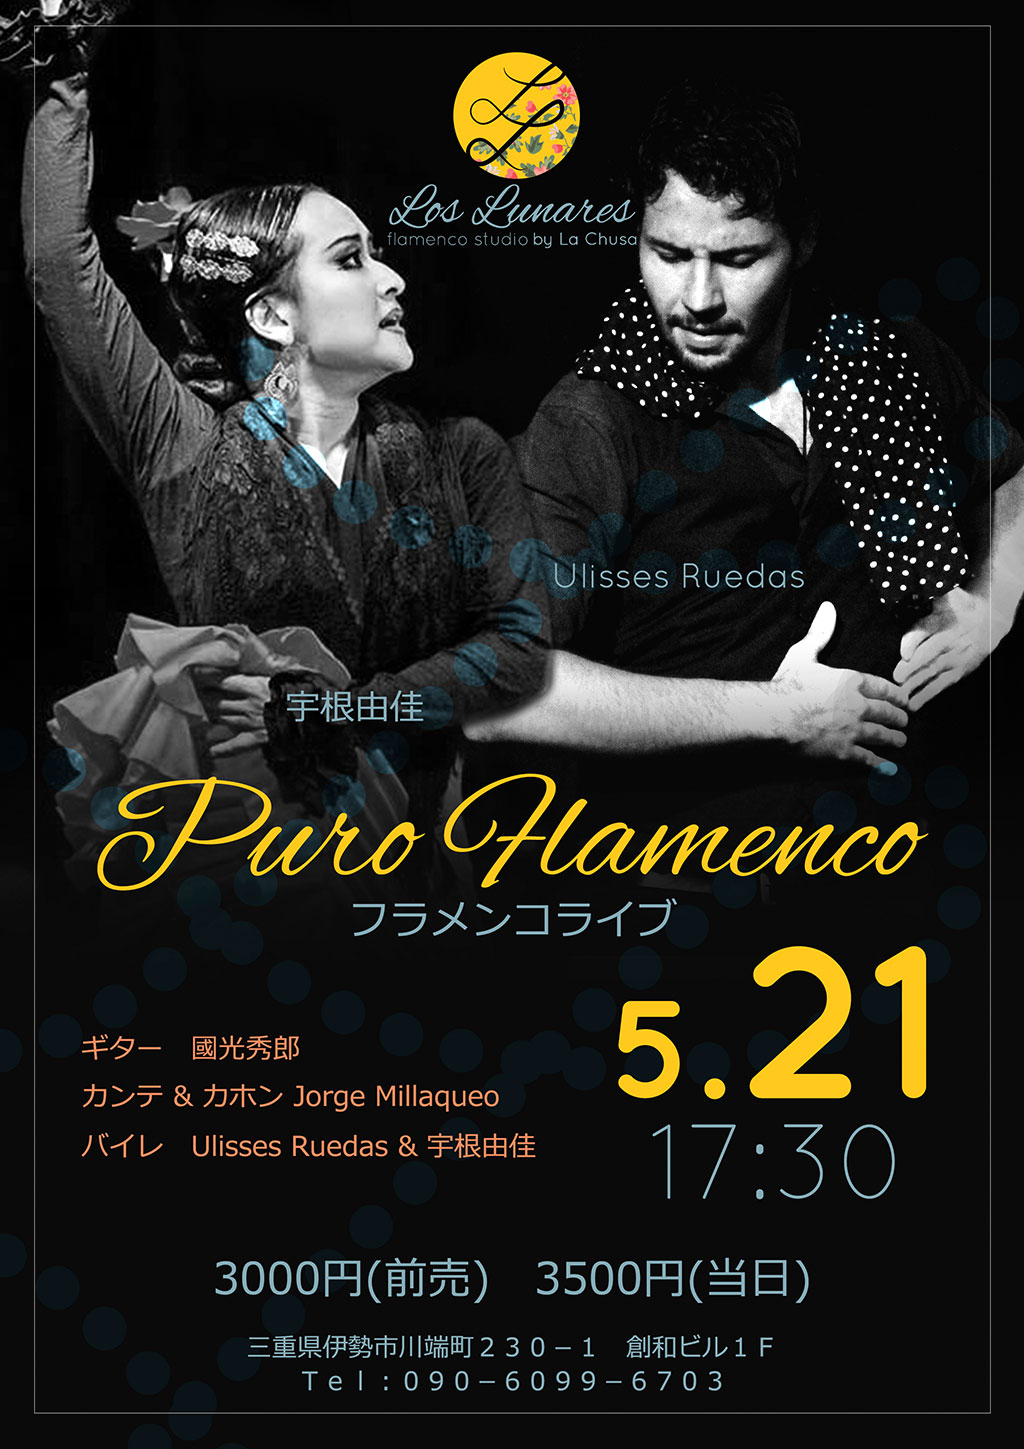 Los Lunares
flamenco studio by La Chusa
Ulisses Ruedas
宇根由佳
Puro Flamenco
フラメンコライブ
5.21
17:30
ギター　國光秀郎
カンテ & カホン Jorge Millaqueo
バイレ　Ulisses Ruedas & 宇根由佳
3000円(前売)　3500円(当日)
三重県伊勢市川端町２３０−１　創和ビル１Ｆ
Ｔｅｌ：０９０−６０９９−６７０３